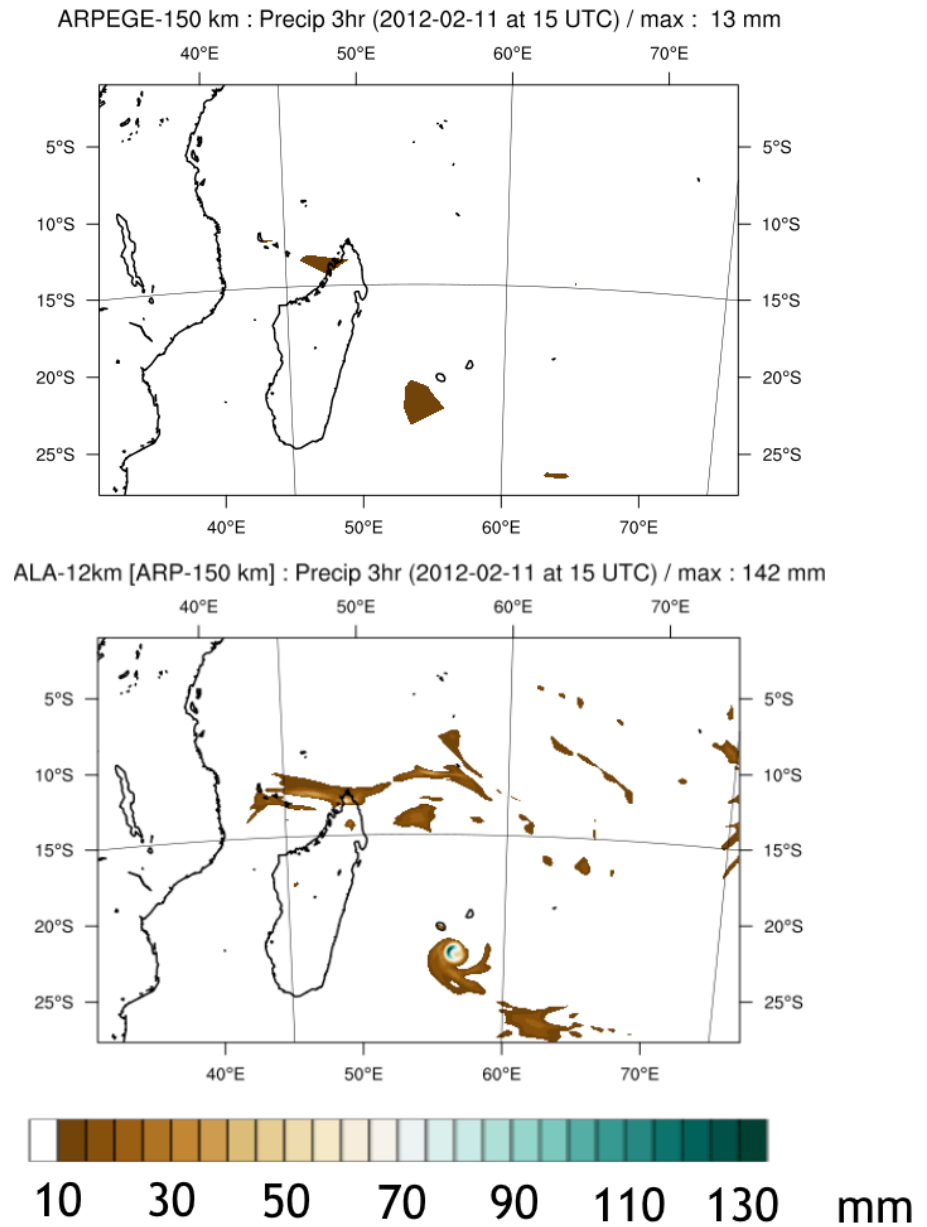 ARPEGE-150 km : Precip 3hr (2012-02-11 at 15 UTC) / max : 13 mm
40°E 50°E 60°E 70°E
5°S 5°S
10°S 10°S
15°S 15°S
20°S 20°S
25°S 25°S
40°E 50°E 60°E 70°E
ALA-12km [ARP-150 km] : Precip 3hr (2012-02-11 at 15 UTC) / max : 142 mm
40°E 50°E 60°E 70°E
5°S 5°S
10°S 10°S
15°S 15°S
20°S 20°S
25°S 25°S
40°E 50°E 60°E 70°E
10 30 50 70 90 110 130 mm